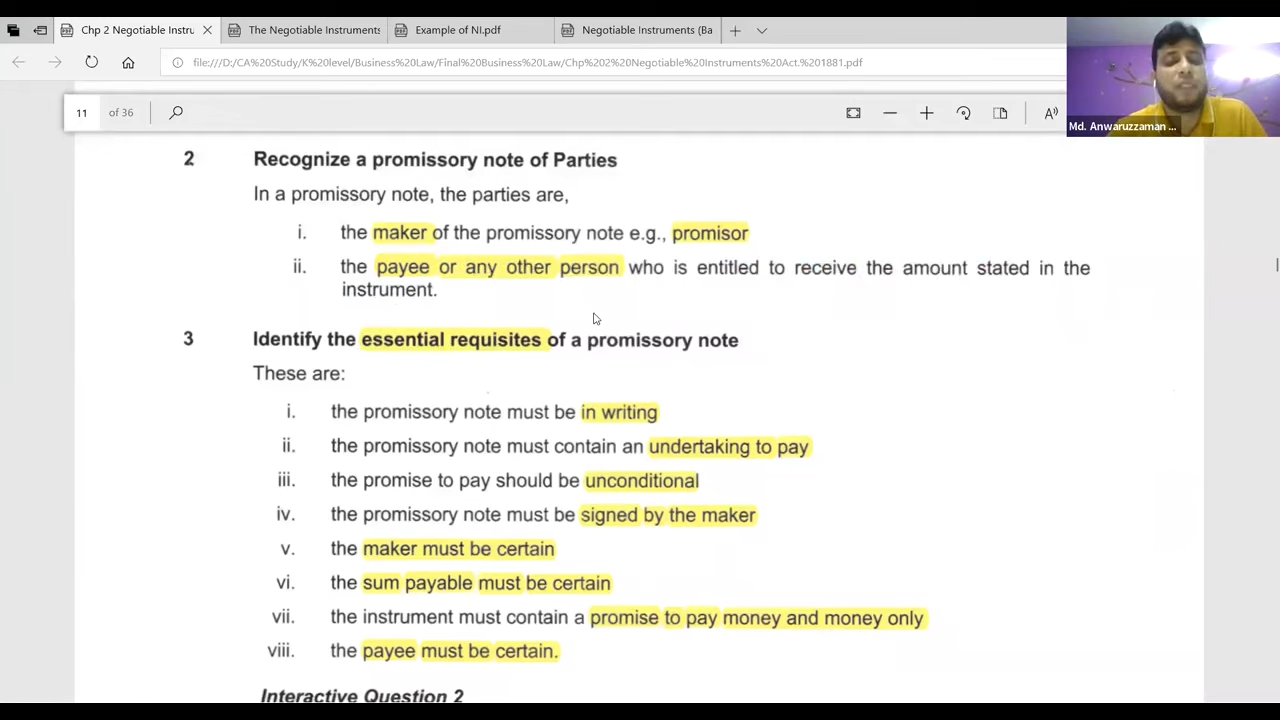 Chp 2 Negotiable Instru
The Negotiable Instruments
Example of NI.pdf
Negotiable Instruments (Ba
file:///D:/CA%20Study/K%20level/Business%20Law/Final%20Business%20Law/Chp%202%20Negotiable%20Instruments%20Act.%201881.pdf
11 of 36
Md. Anwaruzzaman ...
2 Recognize a promissory note of Parties
In a promissory note, the parties are,
i. the maker of the promissory note e.g., promisor
ii. the payee or any other person who is entitled to receive the amount stated in the
instrument.
3 Identify the essential requisites of a promissory note
These are:
i. the promissory note must be in writing
ii. the promissory note must contain an undertaking to pay
iii. the promise to pay should be unconditional
iv. the promissory note must be signed by the maker
v. the maker must be certain
vi. the sum payable must be certain
vii. the instrument must contain a promise to pay money and money only
viii. the payee must be certain.
Interactive Question 2